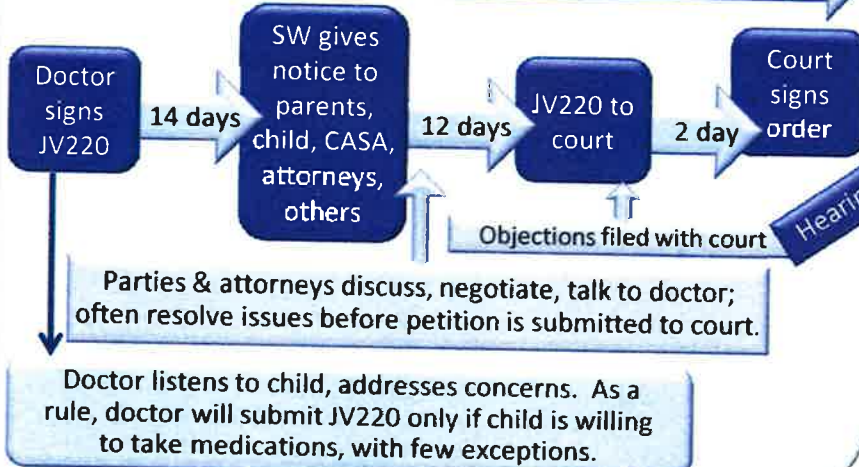 Doctor
signs
JV220
14 days
SW gives
notice to
parents,
child, CASA,
attorneys,
others
12 days
JV220 to
court
2 day
Court
signs
order
Objections filed with court
Hearin
Parties & attorneys discuss, negotiate, talk to doctor;
often resolve issues before petition is submitted to court.
Doctor listens to child, addresses concerns.  As a
rule, doctor will submit JV220 only if child is willing
to take medications, with few exceptions.